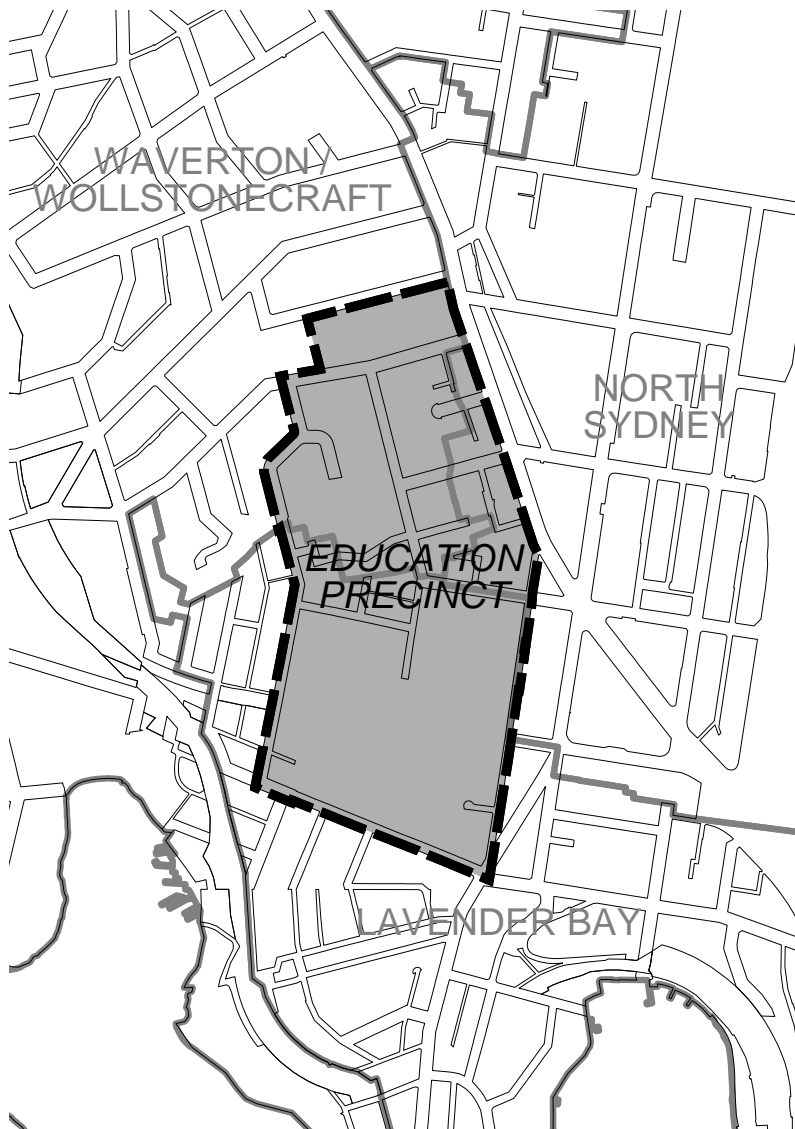 WAVERTON /
WOLLSTONECRAFT
NORTH
SYDNEY
EDUCATION
PRECINCT
LAVENDER BAY